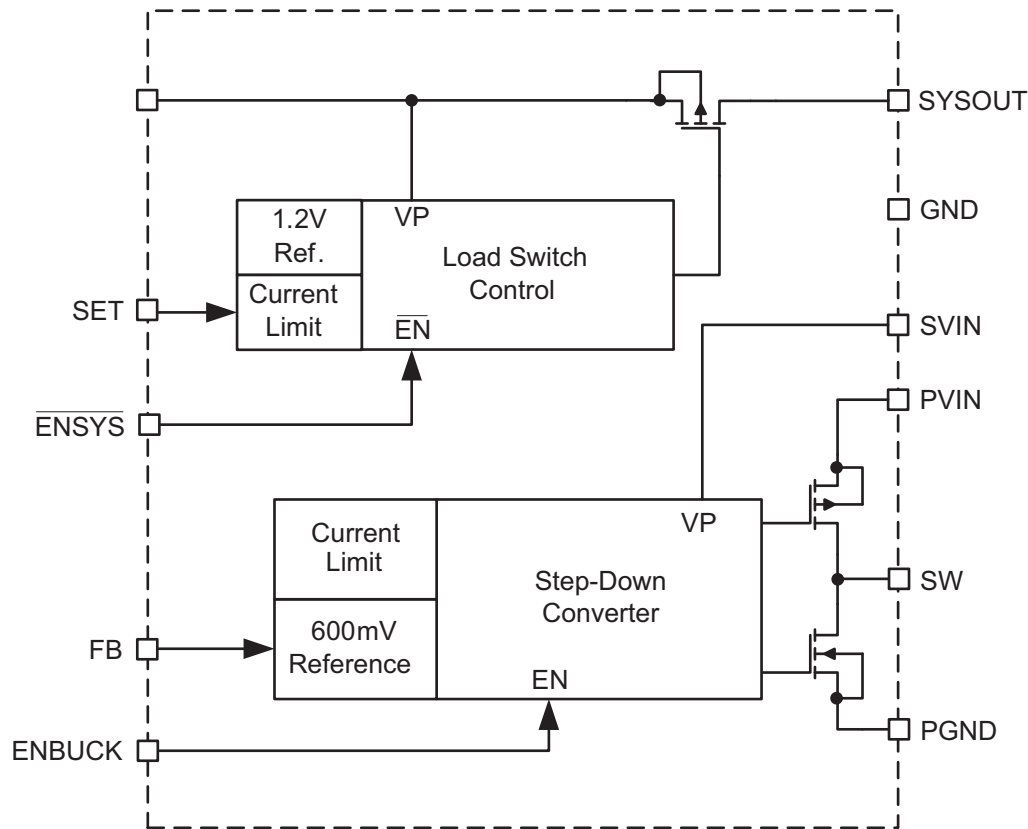 SYSOUT
1.2V
Ref.
VP
GND
Load Switch
Control
SET
Current
Limit
EN
SVIN
PVIN
ENSYS
Current
Limit
VP
Step-Down
Converter
SW
FB
600mV
Reference
EN
ENBUCK
PGND